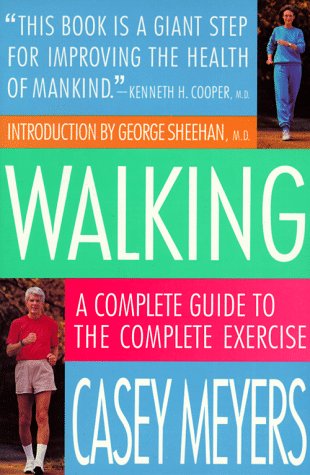 “THIS BOOK IS A GIANT STEP
FOR IMPROVING THE HEALTH
OF MANKIND.”—KENNETH H. COOPER, M.D.
INTRODUCTION BY GEORGE SHEEHAN, M.D.
WALKING
A COMPLETE GUIDE TO
THE COMPLETE EXERCISE
CASEY MEYERS